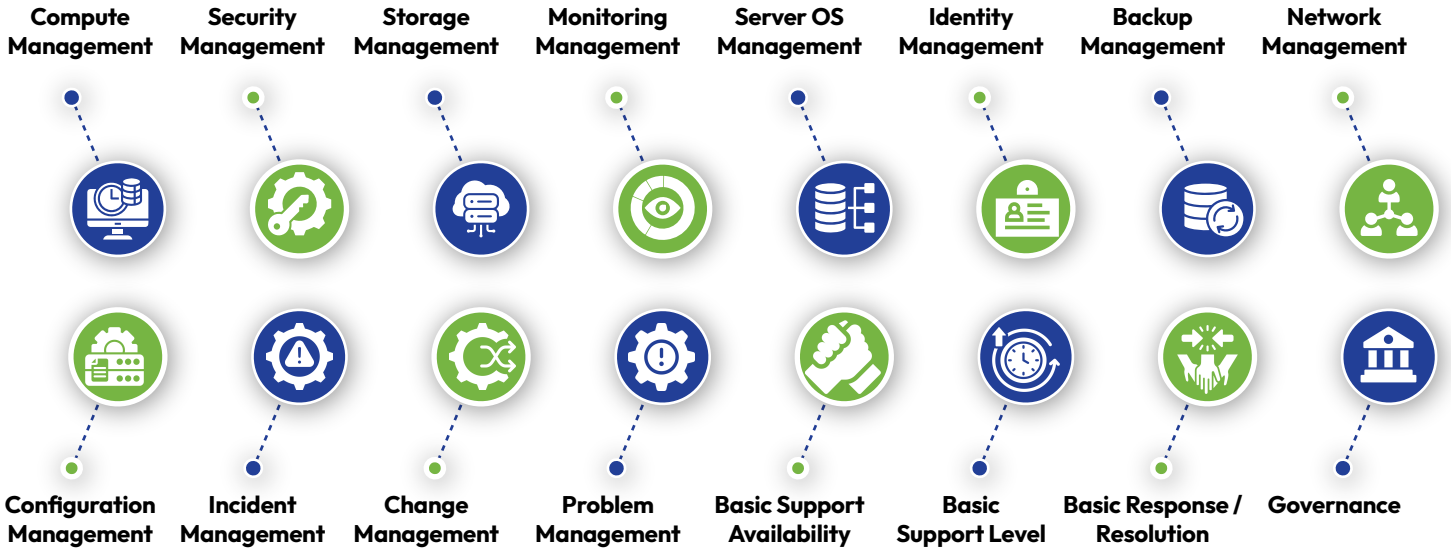 Compute
Management
Security
Management
Storage
Management
Monitoring
Management
Server OS
Management
Identity
Management
Backup
Management
Network
Management
Configuration
Management
Incident
Management
Change
Management
Problem
Management
Basic Support
Availability
Basic
Support Level
Basic Response /
Resolution
Governance